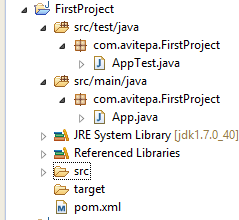 FirstProject
src/test/java
com.avitepa.FirstProject
AppTest.java
src/main/java
com.avitepa.FirstProject
App.java
JRE System Library [jdk1.7.0_40]
Referenced Libraries
src
target
pom.xml